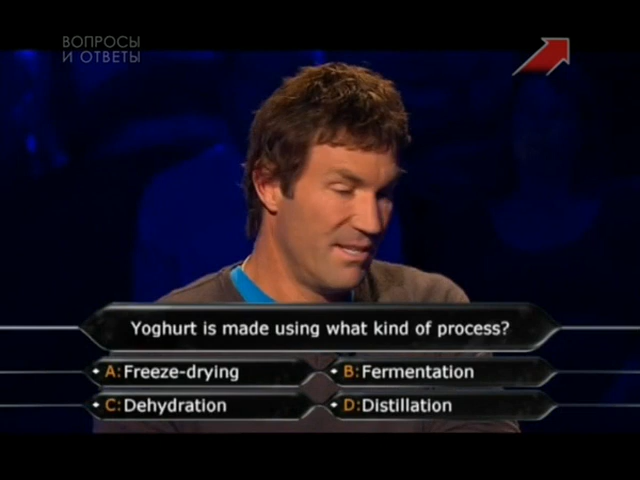 ВОПРОСЫ
И ОТВЕТЫ
Yoghurt is made using what kind of process?
A: Freeze-drying
B: Fermentation
C: Dehydration
D: Distillation